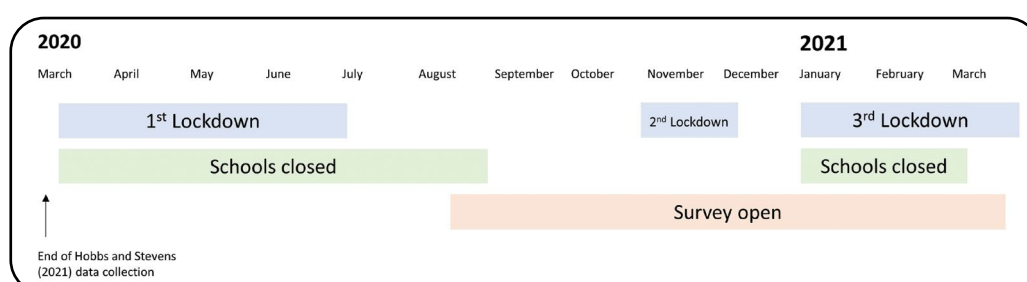 2020 2021
March April May June July August September October November December January February March
1st Lockdown 2nd Lockdown 3rd Lockdown
Schools closed Schools closed
Survey open
End of Hobbs and Stevens
(2021) data collection